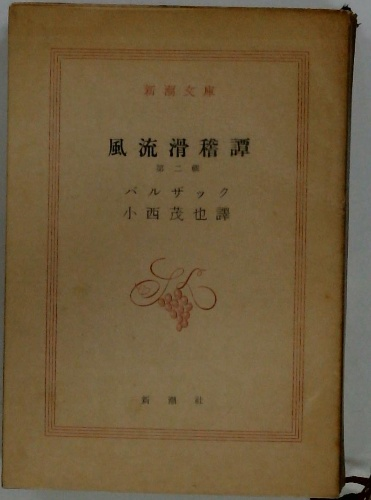 新潮文庫
風流滑稽譚
第二輯
バルザック
小西茂也譯
新潮社